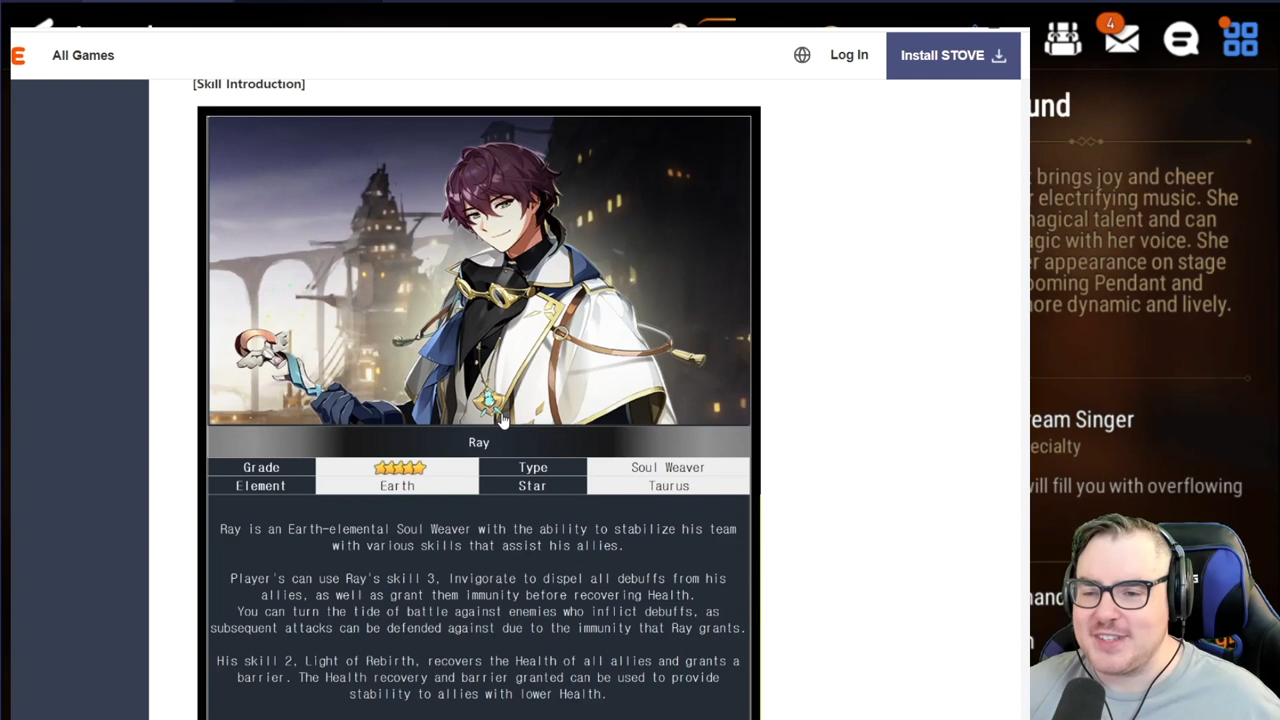 All Games
Log In
Install STOVE
4
[Skill Introduction]
Ray
Grade
Type
Soul Weaver
Element
Earth
Star
Taurus
Ray is an Earth-elemental Soul Weaver with the ability to stabilize his team
with various skills that assist his allies.
Player's can use Ray's skill 3, Invigorate to dispel all debuffs from his
allies, as well as grant them immunity before recovering Health.
You can turn the tide of battle against enemies who inflict debuffs, as
subsequent attacks can be defended against due to the immunity that Ray grants.
His skill 2, Light of Rebirth, recovers the Health of all allies and grants a
barrier. The Health recovery and barrier granted can be used to provide
stability to allies with lower Health.
und
brings joy and cheer
electrifying music. She
agical talent and can
agic with her voice. She
er appearance on stage
oming Pendant and
nore dynamic and lively.
eam Singer
ecialty
will fill you with overflowing